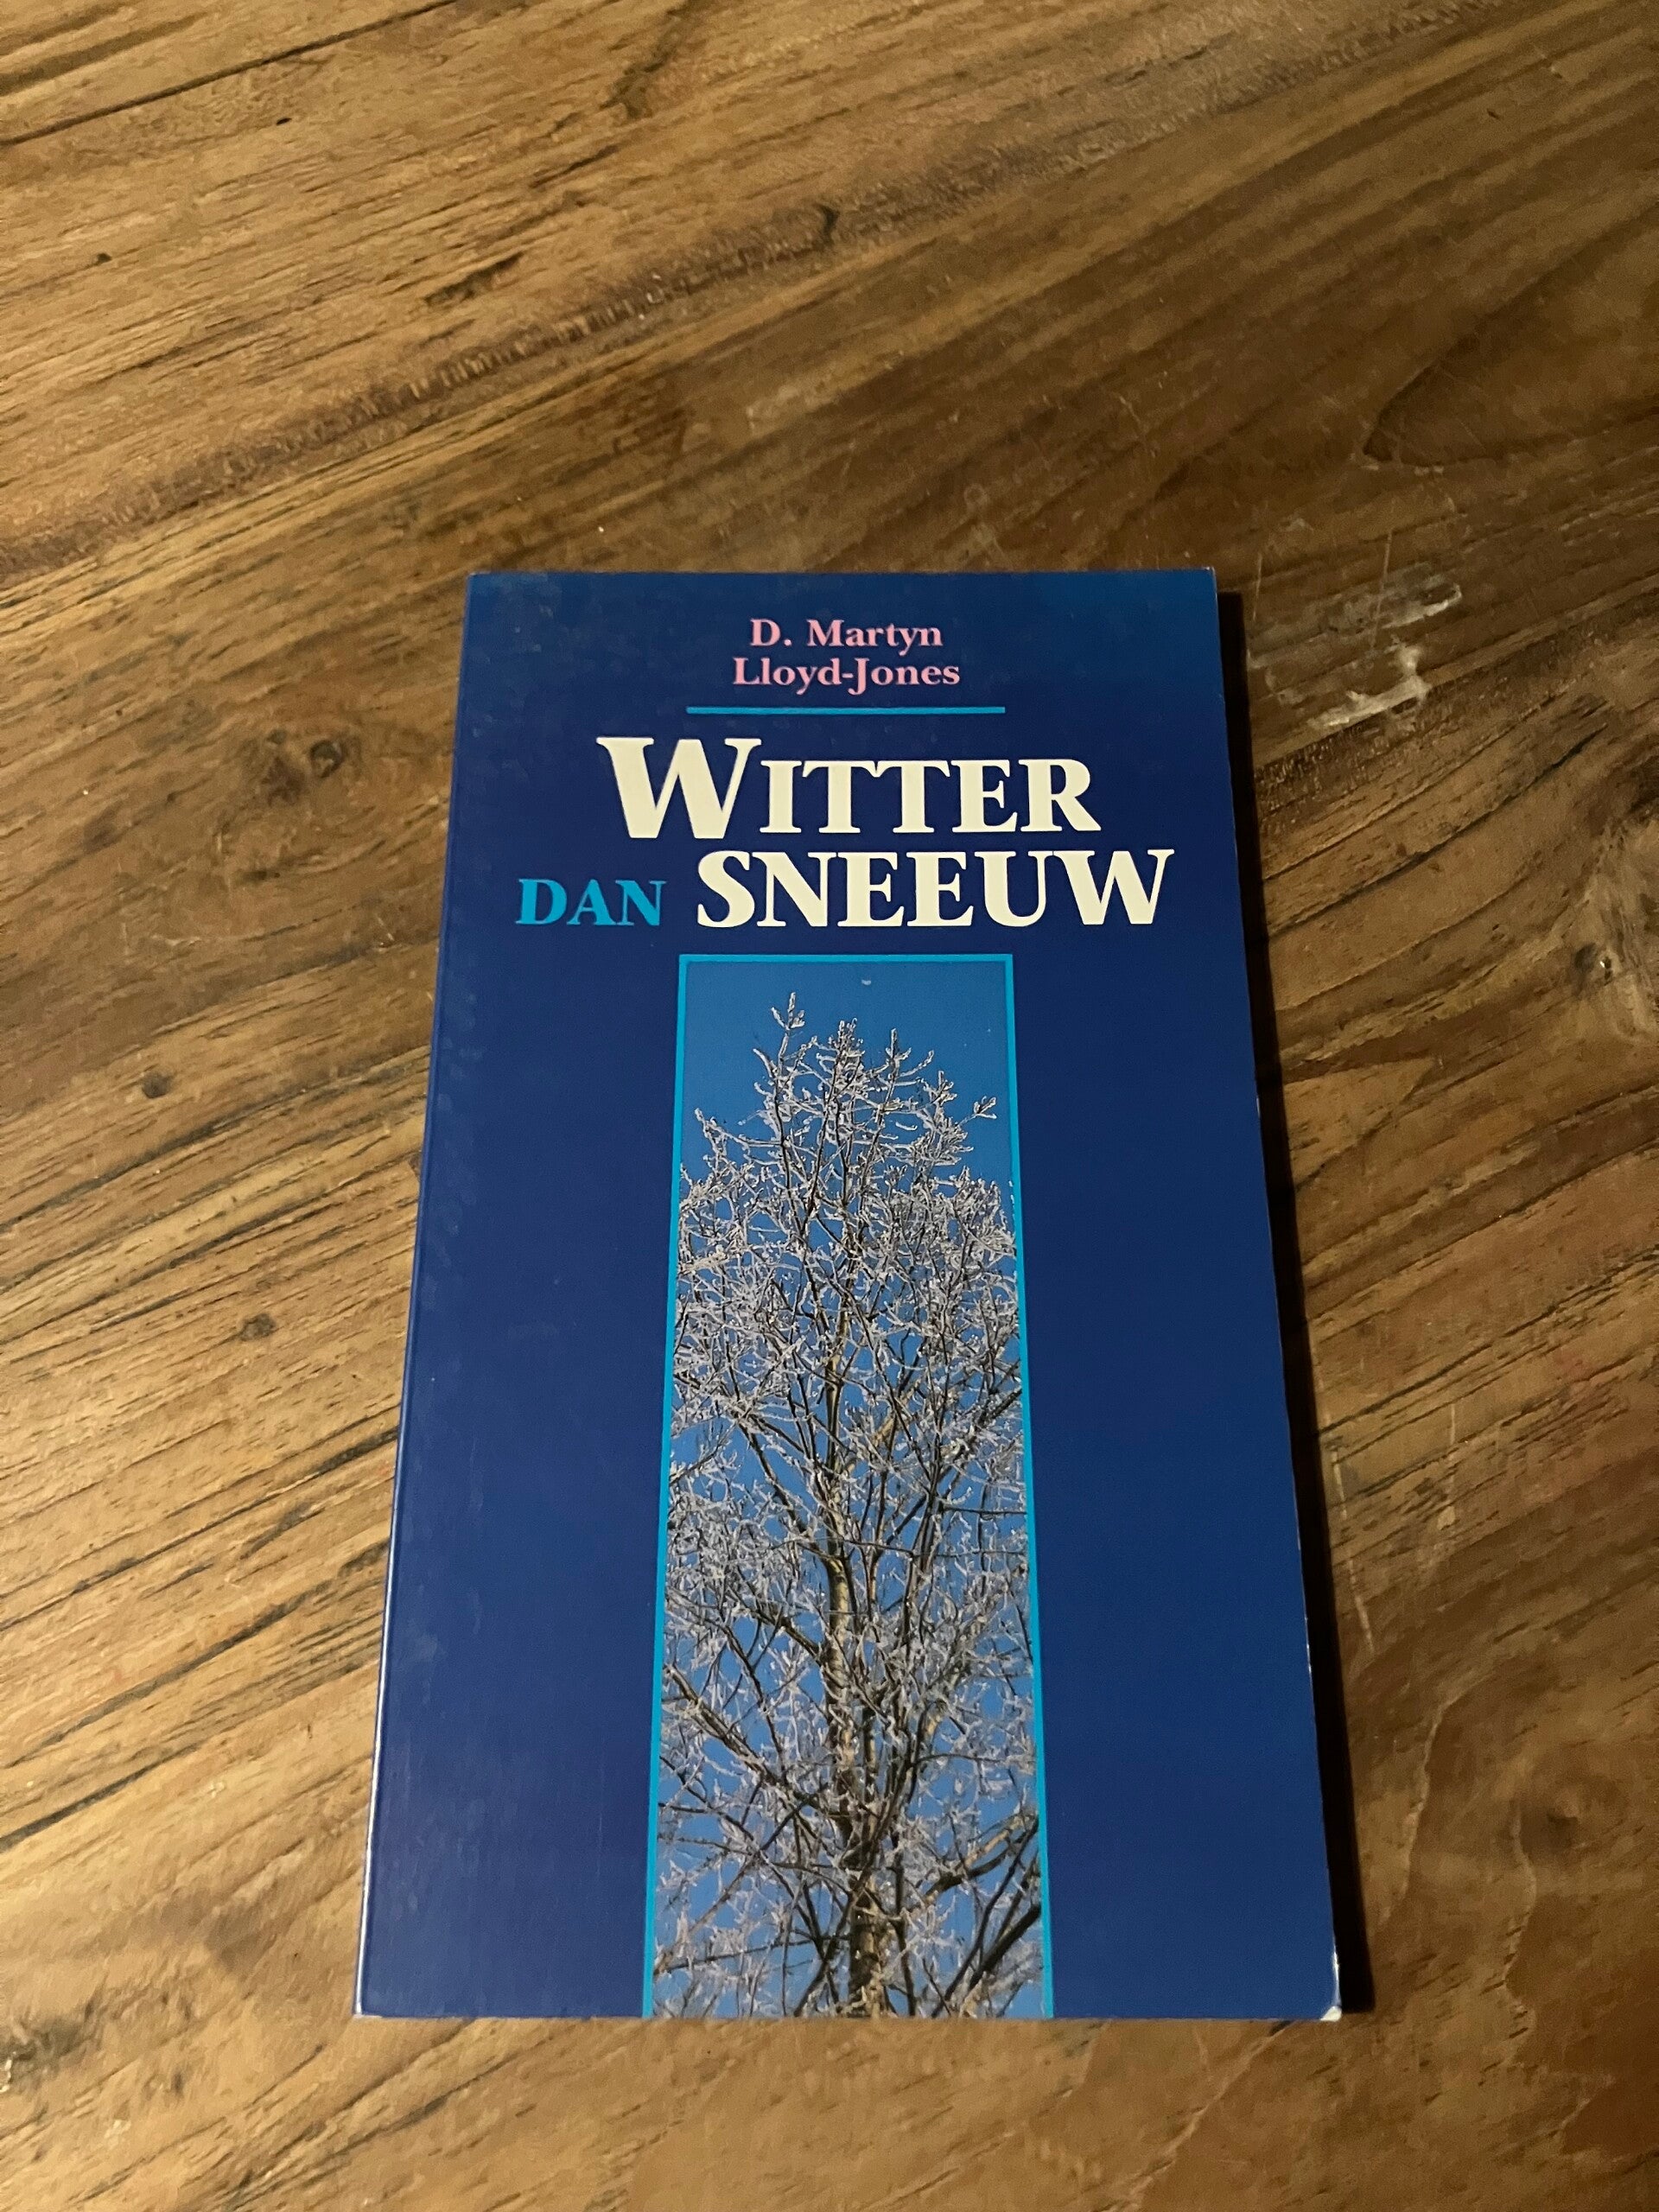 D. Martyn
Lloyd-Jones
WITTER
DAN SNEEUW